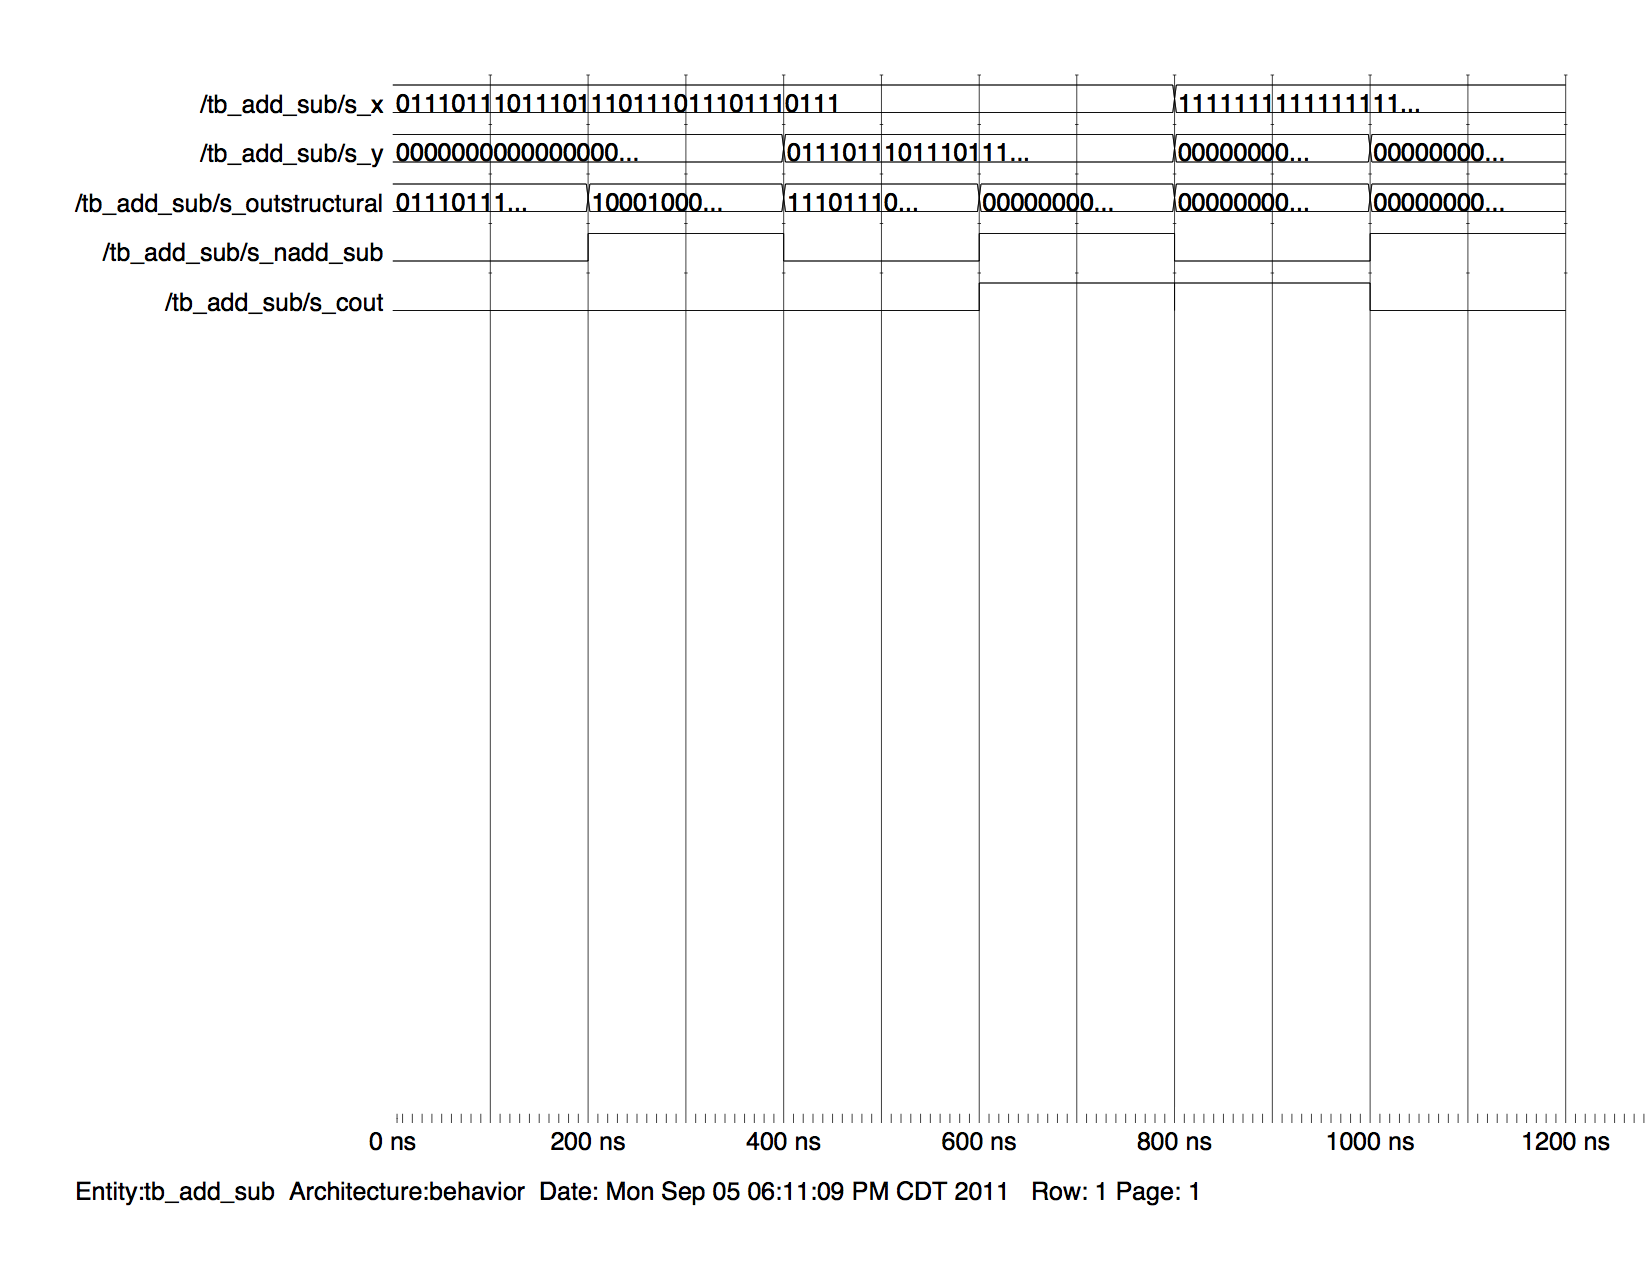 /tb_add_sub/s_x 01110111011101110111011101110111 1111111111111111...
/tb_add_sub/s_y 0000000000000000... 0111011101110111... 00000000... 00000000...
/tb_add_sub/s_outstructural 01110111... 10001000... 11101110... 00000000... 00000000... 00000000...
/tb_add_sub/s_nadd_sub
/tb_add_sub/s_cout
0 ns 200 ns 400 ns 600 ns 800 ns 1000 ns 1200 ns
Entity:tb_add_sub Architecture:behavior Date: Mon Sep 05 06:11:09 PM CDT 2011 Row: 1 Page: 1